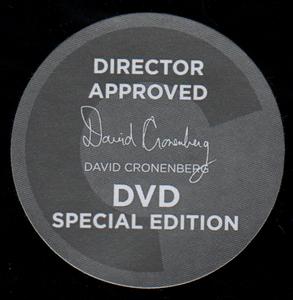 DIRECTOR
APPROVED
David Cronenberg
DAVID CRONENBERG
DVD
SPECIAL EDITION